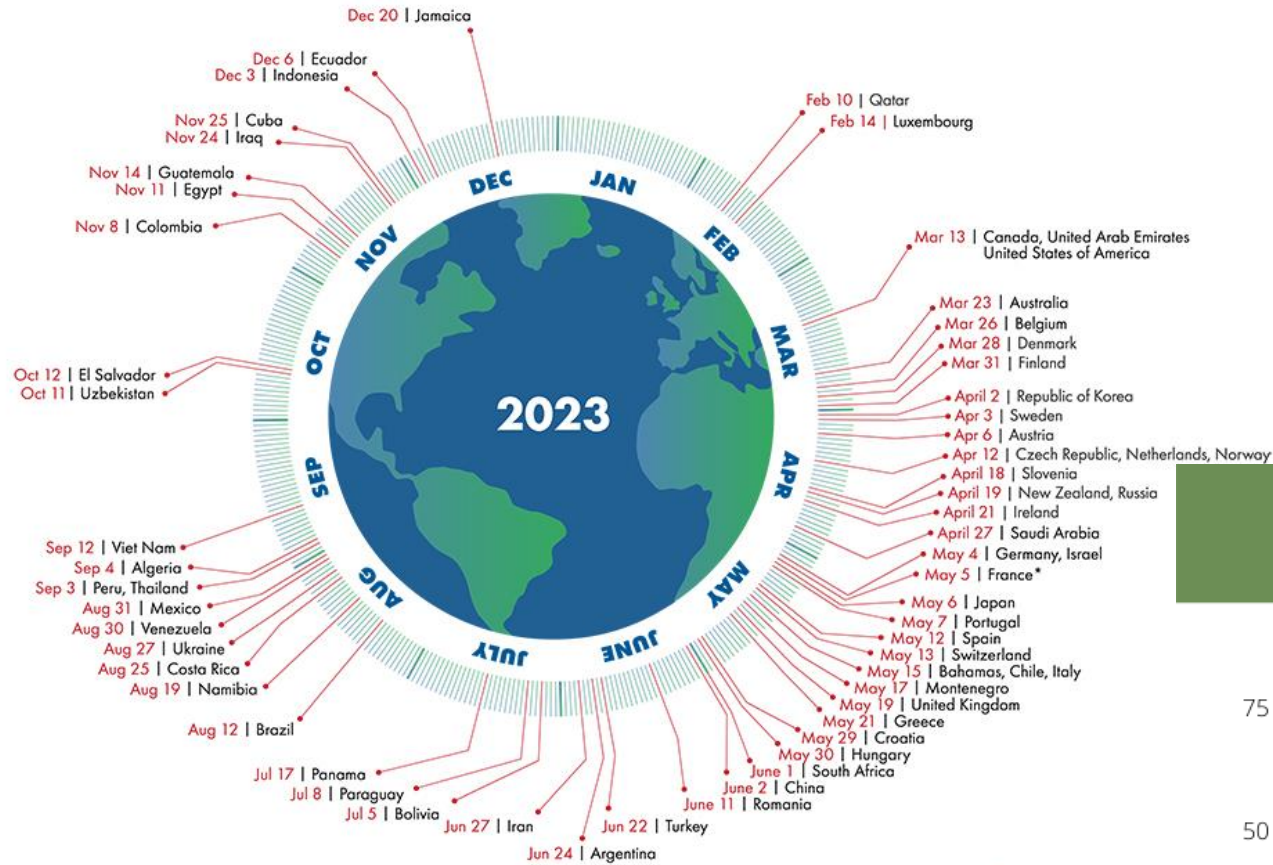 Dec 20 | Jamaica
Dec 6 | Ecuador
Dec 3 | Indonesia
Nov 25 | Cuba
Nov 24 | Iraq
Nov 14 | Guatemala
Nov 11 | Egypt
Nov 8 | Colombia
Oct 12 | El Salvador
Oct 11 | Uzbekistan
Sep 12 | Viet Nam
Sep 4 | Algeria
Sep 3 | Peru, Thailand
Aug 31 | Mexico
Aug 30 | Venezuela
Aug 27 | Ukraine
Aug 25 | Costa Rica
Aug 19 | Namibia
Aug 12 | Brazil
Jul 17 | Panama
Jul 8 | Paraguay
Jul 5 | Bolivia
Jun 27 | Iran
Jun 24 | Argentina
Jun 22 | Turkey
JAN
FEB
MAR
APR
MAY
JUNE
JULY
AUG
SEP
OCT
NOV
DEC
2023
Feb 10 | Qatar
Feb 14 | Luxembourg
Mar 13 | Canada, United Arab Emirates
United States of America
Mar 23 | Australia
Mar 26 | Belgium
Mar 28 | Denmark
Mar 31 | Finland
April 2 | Republic of Korea
Apr 3 | Sweden
Apr 6 | Austria
Apr 12 | Czech Republic, Netherlands, Norway
April 18 | Slovenia
April 19 | New Zealand, Russia
April 21 | Ireland
April 27 | Saudi Arabia
May 4 | Germany, Israel
May 5 | France*
May 6 | Japan
May 7 | Portugal
May 12 | Spain
May 13 | Switzerland
May 15 | Bahamas, Chile, Italy
May 17 | Montenegro
May 19 | United Kingdom
May 21 | Greece
May 29 | Croatia
May 30 | Hungary
June 1 | South Africa
June 2 | China
June 11 | Romania
75
50